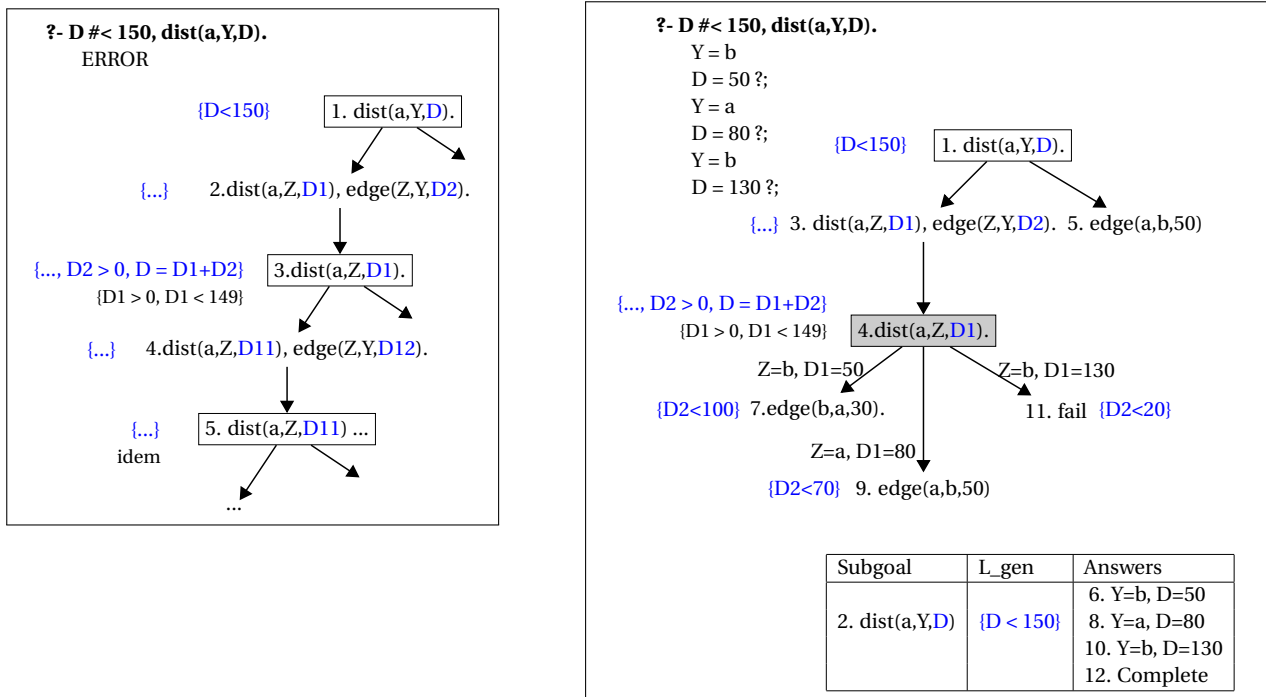 ?- D #< 150, dist(a,Y,D).
ERROR
{D<150} 1. dist(a,Y,D).
{...} 2.dist(a,Z,D1), edge(Z,Y,D2).
{..., D2 > 0, D = D1+D2} 3.dist(a,Z,D1).
{D1 > 0, D1 < 149}
{...} 4.dist(a,Z,D11), edge(Z,Y,D12).
{...} 5. dist(a,Z,D11) ...
idem
...
?- D #< 150, dist(a,Y,D).
Y = b
D = 50 ?;
Y = a
D = 80 ?;
Y = b
D = 130 ?;
{D<150} 1. dist(a,Y,D).
{...} 3. dist(a,Z,D1), edge(Z,Y,D2). 5. edge(a,b,50)
{..., D2 > 0, D = D1+D2}
{D1 > 0, D1 < 149} 4.dist(a,Z,D1).
Z=b, D1=50 Z=b, D1=130
{D2<100} 7.edge(b,a,30). 11. fail {D2<20}
Z=a, D1=80
{D2<70} 9. edge(a,b,50)
Subgoal L_gen Answers
6. Y=b, D=50
2. dist(a,Y,D) {D < 150} 8. Y=a, D=80
10. Y=b, D=130
12. Complete